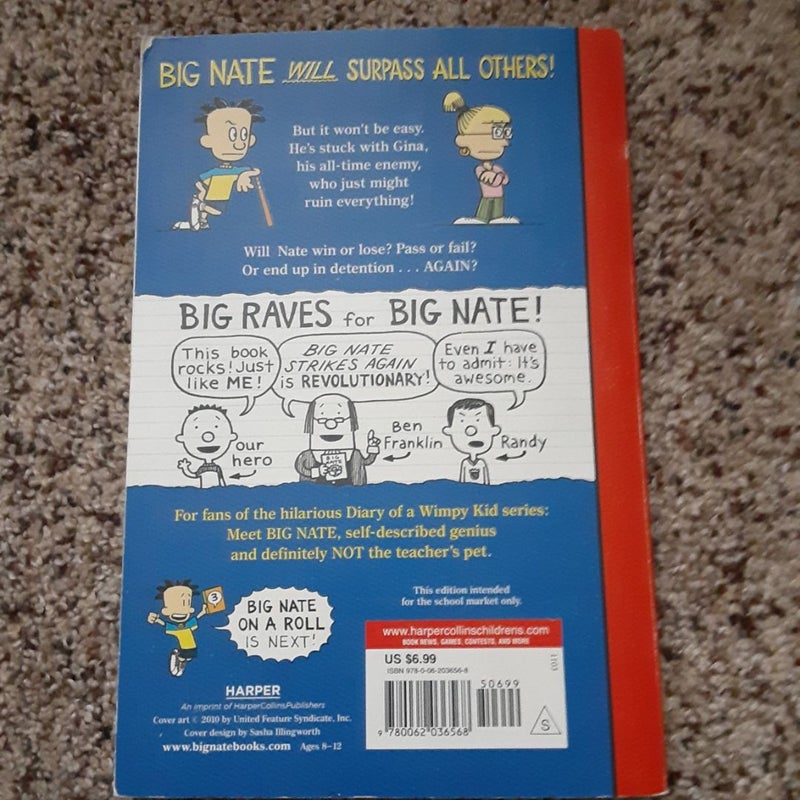 BIG NATE WILL SURPASS ALL OTHERS!
But it won't be easy.
He's stuck with Gina,
his all-time enemy,
who just might
ruin everything!
Will Nate win or lose? Pass or fail?
Or end up in detention . . . AGAIN?
BIG RAVES for BIG NATE!
This book
rocks! Just
like ME!
BIG NATE
STRIKES AGAIN
is REVOLUTIONARY!
Even I have
to admit: It's
awesome.
our
hero
Ben
Franklin
Randy
For fans of the hilarious Diary of a Wimpy Kid series:
Meet BIG NATE, self-described genius
and definitely NOT the teacher's pet.
3
BIG NATE
ON A ROLL
IS NEXT!
This edition intended
for the school market only.
www.harpercollinschildrens.com
BOOK NEWS, GAMES, CONTESTS, AND MORE
US $6.99
ISBN 978-0-06-203656-8
50699
9 780062 036568
S
1103
HARPER
An imprint of HarperCollinsPublishers
Cover art © 2010 by United Feature Syndicate, Inc.
Cover design by Sasha Illingworth
www.bignatebooks.com Ages 8–12